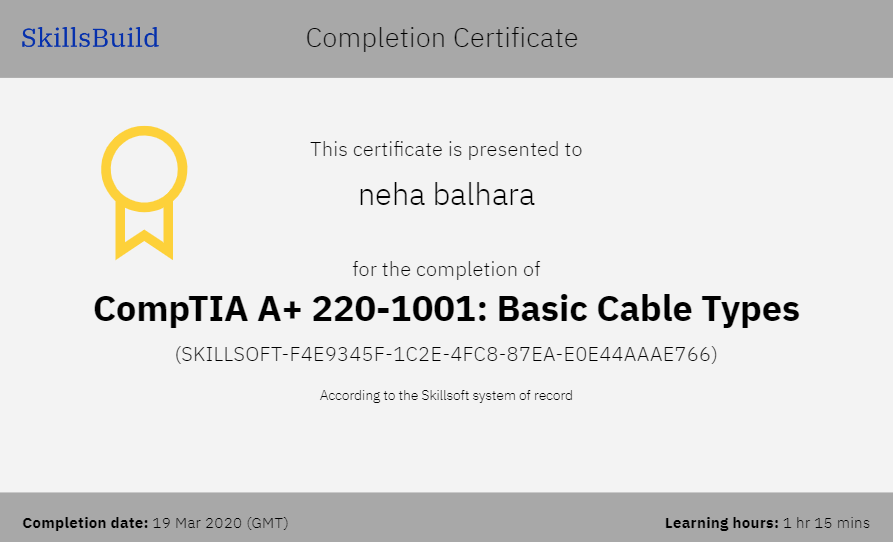 SkillsBuild
Completion Certificate
This certificate is presented to
neha balhara
for the completion of
CompTIA A+ 220-1001: Basic Cable Types
(SKILLSOFT-F4E9345F-1C2E-4FC8-87EA-E0E44AAAE766)
According to the Skillsoft system of record
Completion date: 19 Mar 2020 (GMT)
Learning hours: 1 hr 15 mins